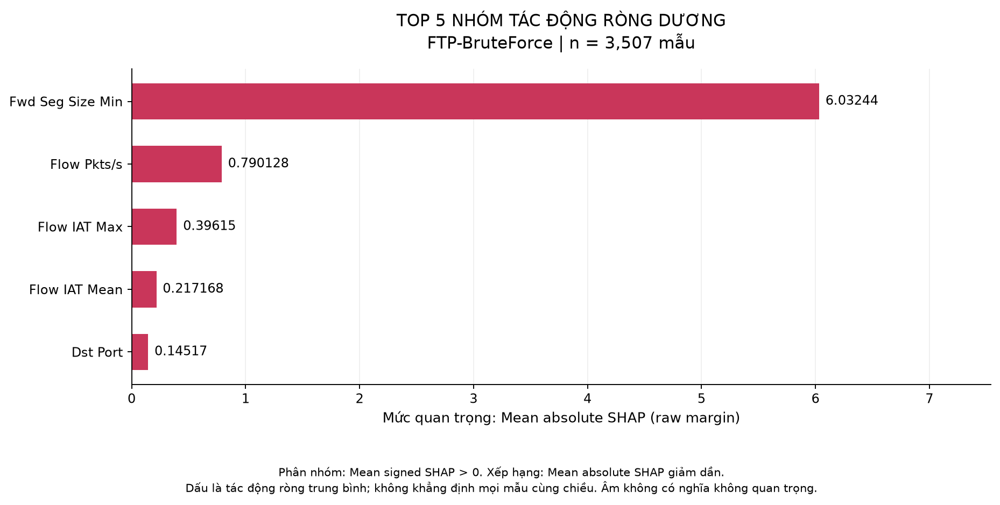 TOP 5 NHÓM TÁC ĐỘNG RÒNG DƯƠNG
FTP-BruteForce | n = 3,507 mẫu
Fwd Seg Size Min
6.03244
Flow Pkts/s
0.790128
Flow IAT Max
0.39615
Flow IAT Mean
0.217168
Dst Port
0.14517
0 1 2 3 4 5 6 7
Mức quan trọng: Mean absolute SHAP (raw margin)
Phân nhóm: Mean signed SHAP > 0. Xếp hạng: Mean absolute SHAP giảm dần.
Dấu là tác động ròng trung bình; không khẳng định mọi mẫu cùng chiều. Âm không có nghĩa không quan trọng.